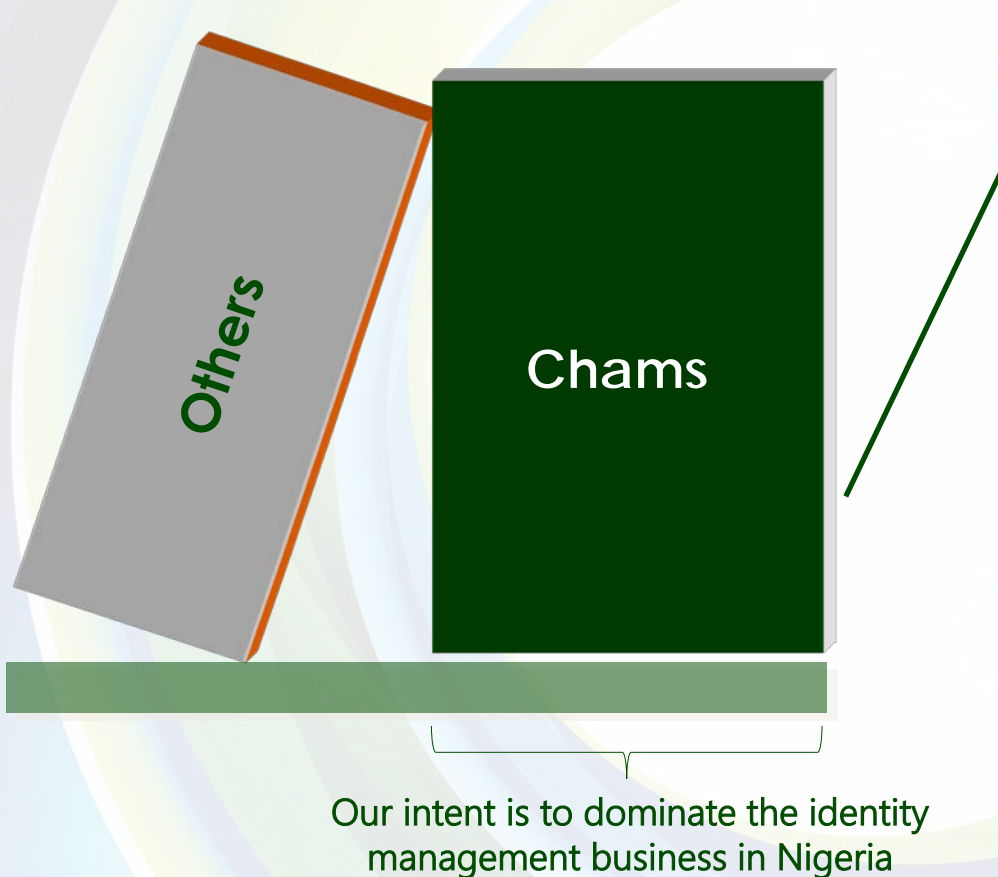 Others
Chams
Our intent is to dominate the identity
management business in Nigeria